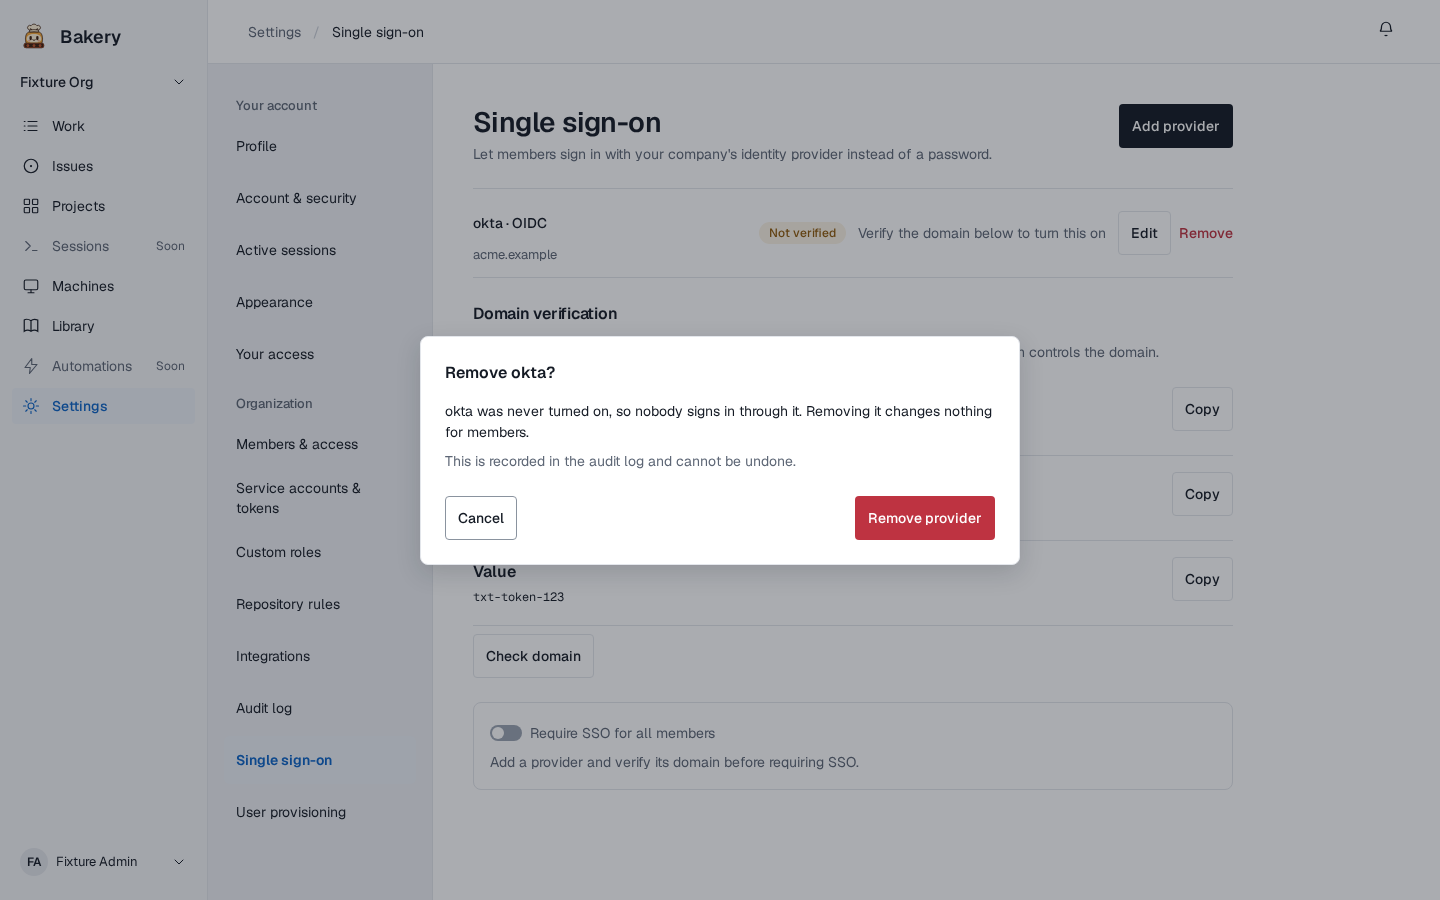 Bakery
Fixture Org
Work
Issues
Projects
Sessions Soon
Machines
Library
Automations Soon
Settings
FA Fixture Admin
Settings / Single sign-on
Your account
Profile
Account & security
Active sessions
Appearance
Your access
Organization
Members & access
Service accounts &
tokens
Custom roles
Repository rules
Integrations
Audit log
Single sign-on
User provisioning
Single sign-on
Let members sign in with your company's identity provider instead of a password.
Add provider
okta · OIDC
acme.example
Not verified Verify the domain below to turn this on Edit Remove
Domain verification
controls the domain.
Copy
Remove okta?
okta was never turned on, so nobody signs in through it. Removing it changes nothing
for members.
This is recorded in the audit log and cannot be undone.
Cancel Remove provider
Copy
Value
txt-token-123
Copy
Check domain
Require SSO for all members
Add a provider and verify its domain before requiring SSO.